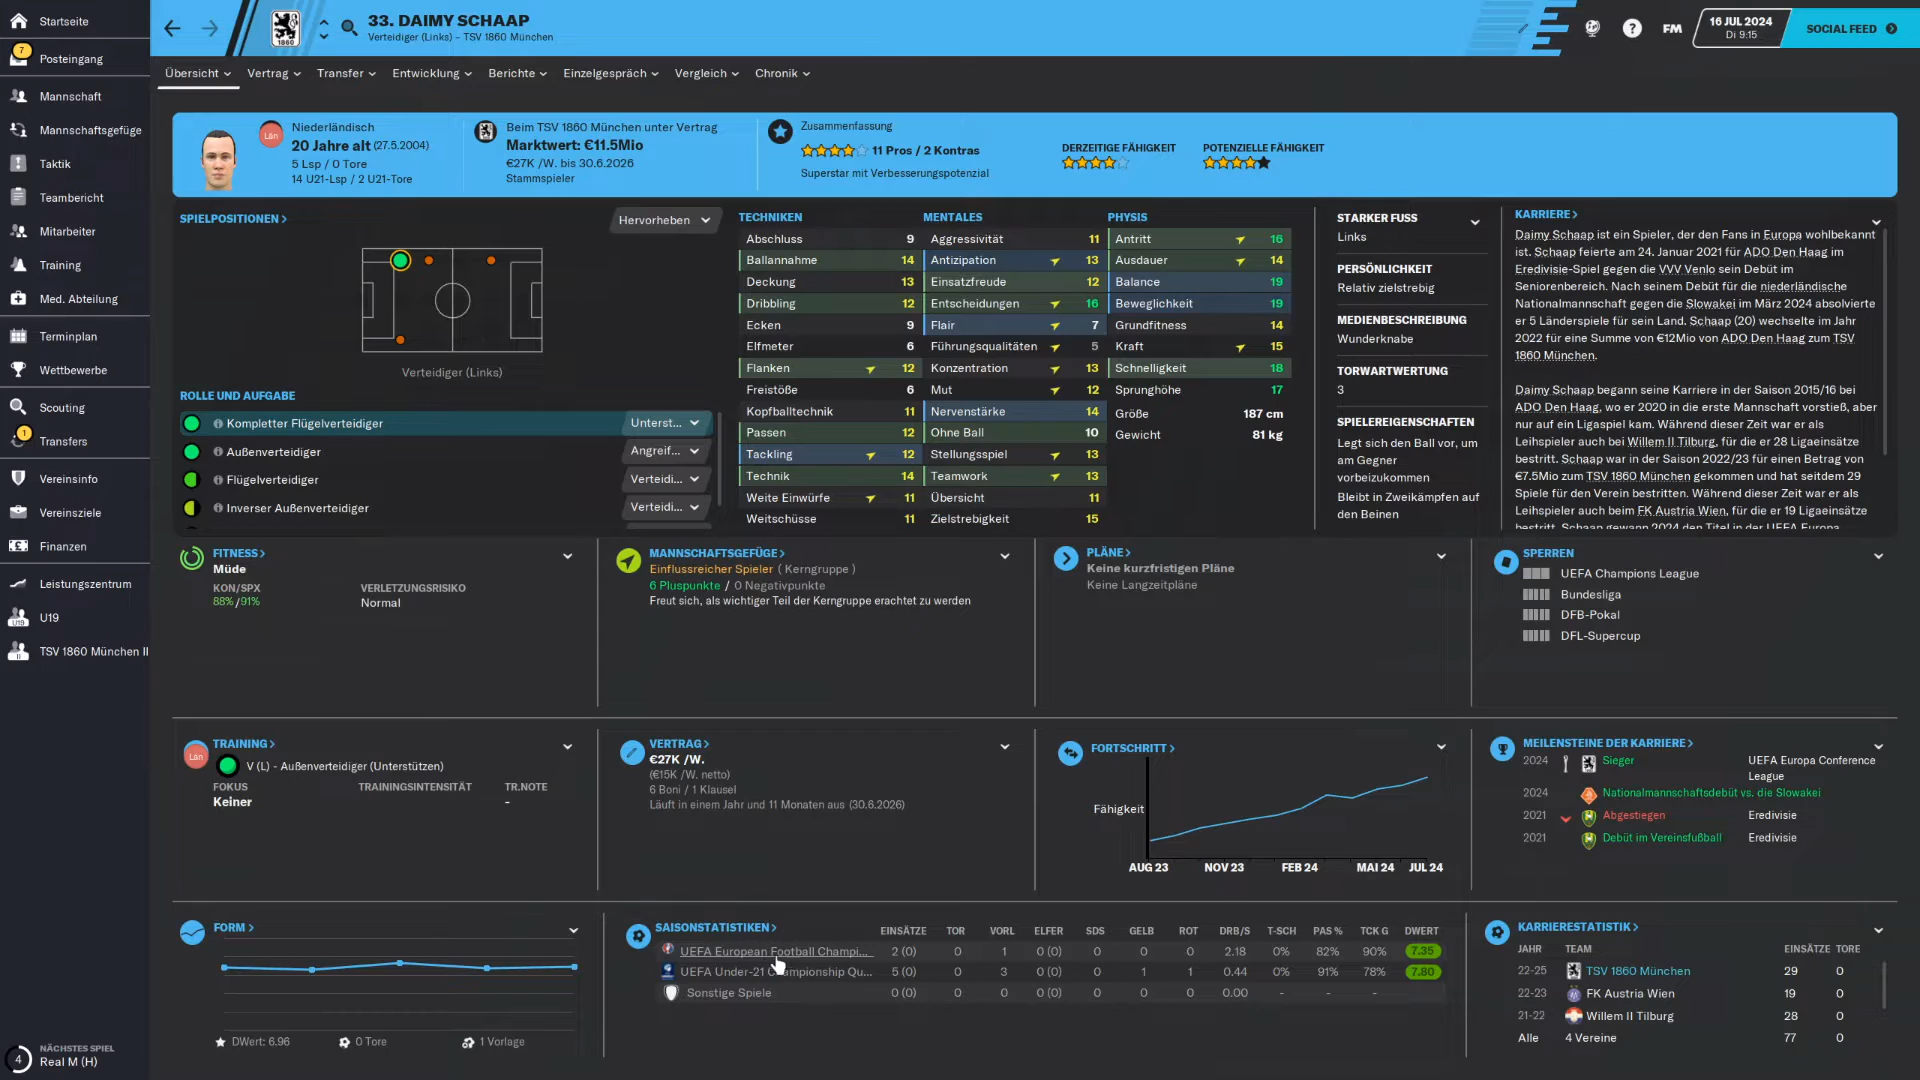 Startseite
7
Posteingang
Mannschaft
Mannschaftsgefüge
Taktik
Teambericht
Mitarbeiter
Training
Med. Abteilung
Terminplan
Wettbewerbe
Scouting
1
Transfers
Vereinsinfo
Vereinsziele
Finanzen
Leistungszentrum
U19
U19
II
TSV 1860 München II
4
NÄCHSTES SPIEL
Real M (H)
1860
33. DAIMY SCHAAP
Verteidiger (Links) – TSV 1860 München
?
FM
16 JUL 2024
Di 9:15
SOCIAL FEED
Übersicht
Vertrag
Transfer
Entwicklung
Berichte
Einzelgespräch
Vergleich
Chronik
Län
Niederländisch
20 Jahre alt (27.5.2004)
5 Lsp / 0 Tore
14 U21-Lsp / 2 U21-Tore
Beim TSV 1860 München unter Vertrag
Marktwert: €11.5Mio
€27K /W. bis 30.6.2026
Stammspieler
Zusammenfassung
11 Pros / 2 Kontras
Superstar mit Verbesserungspotenzial
DERZEITIGE FÄHIGKEIT
POTENZIELLE FÄHIGKEIT
SPIELPOSITIONEN
Hervorheben
Verteidiger (Links)
ROLLE UND AUFGABE
Kompletter Flügelverteidiger Unterst...
Außenverteidiger Angreif...
Flügelverteidiger Verteidi...
Inverser Außenverteidiger Verteidi...
TECHNIKEN
Abschluss 9
Ballannahme 14
Deckung 13
Dribbling 12
Ecken 9
Elfmeter 6
Flanken 12
Freistöße 6
Kopfballtechnik 11
Passen 12
Tackling 12
Technik 14
Weite Einwürfe 11
Weitschüsse 11
MENTALES
Aggressivität 11
Antizipation 13
Einsatzfreude 12
Entscheidungen 16
Flair 7
Führungsqualitäten 5
Konzentration 13
Mut 12
Nervenstärke 14
Ohne Ball 10
Stellungsspiel 13
Teamwork 13
Übersicht 11
Zielstrebigkeit 15
PHYSIS
Antritt 16
Ausdauer 14
Balance 19
Beweglichkeit 19
Grundfitness 14
Kraft 15
Schnelligkeit 18
Sprunghöhe 17
Größe 187 cm
Gewicht 81 kg
STARKER FUSS
Links
PERSÖNLICHKEIT
Relativ zielstrebig
MEDIENBESCHREIBUNG
Wunderknabe
TORWARTWERTUNG
3
SPIELEREIGENSCHAFTEN
Legt sich den Ball vor, um
am Gegner
vorbeizukommen
Bleibt in Zweikämpfen auf
den Beinen
KARRIERE
Daimy Schaap ist ein Spieler, der den Fans in Europa wohlbekannt
ist. Schaap feierte am 24. Januar 2021 für ADO Den Haag im
Eredivisie-Spiel gegen die VVV Venlo sein Debüt im
Seniorenbereich. Nach seinem Debüt für die niederländische
Nationalmannschaft gegen die Slowakei im März 2024 absolvierte
er 5 Länderspiele für sein Land. Schaap (20) wechselte im Jahr
2022 für eine Summe von €12Mio von ADO Den Haag zum TSV
1860 München.
Daimy Schaap begann seine Karriere in der Saison 2015/16 bei
ADO Den Haag, wo er 2020 in die erste Mannschaft vorstieß, aber
nur auf ein Ligaspiel kam. Während dieser Zeit war er als
Leihspieler auch bei Willem II Tilburg, für die er 28 Ligaeinsätze
bestritt. Schaap war in der Saison 2022/23 für einen Betrag von
€7.5Mio zum TSV 1860 München gekommen und hat seitdem 29
Spiele für den Verein bestritten. Während dieser Zeit war er als
Leihspieler auch beim FK Austria Wien, für die er 19 Ligaeinsätze
bestritt. Schaap gewann 2024 den Titel in der UEFA Europa
FITNESS
Müde
KON/SPX VERLETZUNGSRISIKO
88% /91% Normal
MANNSCHAFTSGEFÜGE
Einflussreicher Spieler ( Kerngruppe )
6 Pluspunkte / 0 Negativpunkte
Freut sich, als wichtiger Teil der Kerngruppe erachtet zu werden
PLÄNE
Keine kurzfristigen Pläne
Keine Langzeitpläne
SPERREN
UEFA Champions League
Bundesliga
DFB-Pokal
DFL-Supercup
Län
TRAINING
V (L) - Außenverteidiger (Unterstützen)
FOKUS TRAININGSINTENSITÄT TR.NOTE
Keiner -
VERTRAG
€27K /W.
(€15K /W. netto)
6 Boni / 1 Klausel
Läuft in einem Jahr und 11 Monaten aus (30.6.2026)
FORTSCHRITT
Fähigkeit
AUG 23 NOV 23 FEB 24 MAI 24 JUL 24
MEILENSTEINE DER KARRIERE
2024 Sieger UEFA Europa Conference
League
2024 Nationalmannschaftsdebüt vs. die Slowakei
2021 Abgestiegen Eredivisie
2021 Debüt im Vereinsfußball Eredivisie
FORM
DWert: 6.96 0 Tore 1 Vorlage
SAISONSTATISTIKEN EINSÄTZE TOR VORL ELFER SDS GELB ROT DRB/S T-SCH PAS % TCK G DWERT
UEFA European Football Champi... 2 (0) 0 1 0 (0) 0 0 0 2.18 0% 82% 90% 7.35
UEFA Under-21 Championship Qu... 5 (0) 0 3 0 (0) 0 1 1 0.44 0% 91% 78% 7.80
Sonstige Spiele 0 (0) 0 0 0 (0) 0 0 0 0.00 - - -
KARRIERESTATISTIK
JAHR TEAM EINSÄTZE TORE
22-25 TSV 1860 München 29 0
22-23 FK Austria Wien 19 0
21-22 Willem II Tilburg 28 0
Alle 4 Vereine 77 0